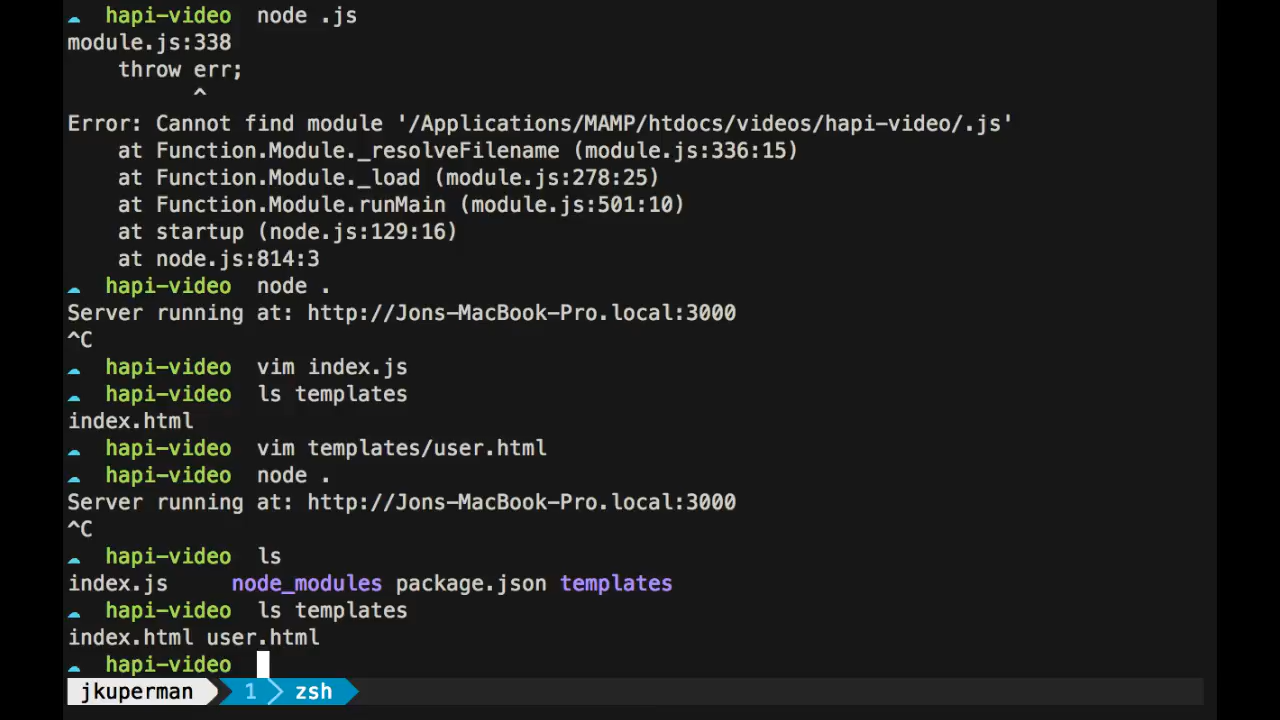 ☁ hapi-video node .js
module.js:338
    throw err;
          ^
Error: Cannot find module '/Applications/MAMP/htdocs/videos/hapi-video/.js'
    at Function.Module._resolveFilename (module.js:336:15)
    at Function.Module._load (module.js:278:25)
    at Function.Module.runMain (module.js:501:10)
    at startup (node.js:129:16)
    at node.js:814:3
☁ hapi-video node .
Server running at: http://Jons-MacBook-Pro.local:3000
^C
☁ hapi-video vim index.js
☁ hapi-video ls templates
index.html
☁ hapi-video vim templates/user.html
☁ hapi-video node .
Server running at: http://Jons-MacBook-Pro.local:3000
^C
☁ hapi-video ls
index.js node_modules package.json templates
☁ hapi-video ls templates
index.html user.html
☁ hapi-video
jkuperman 1 zsh